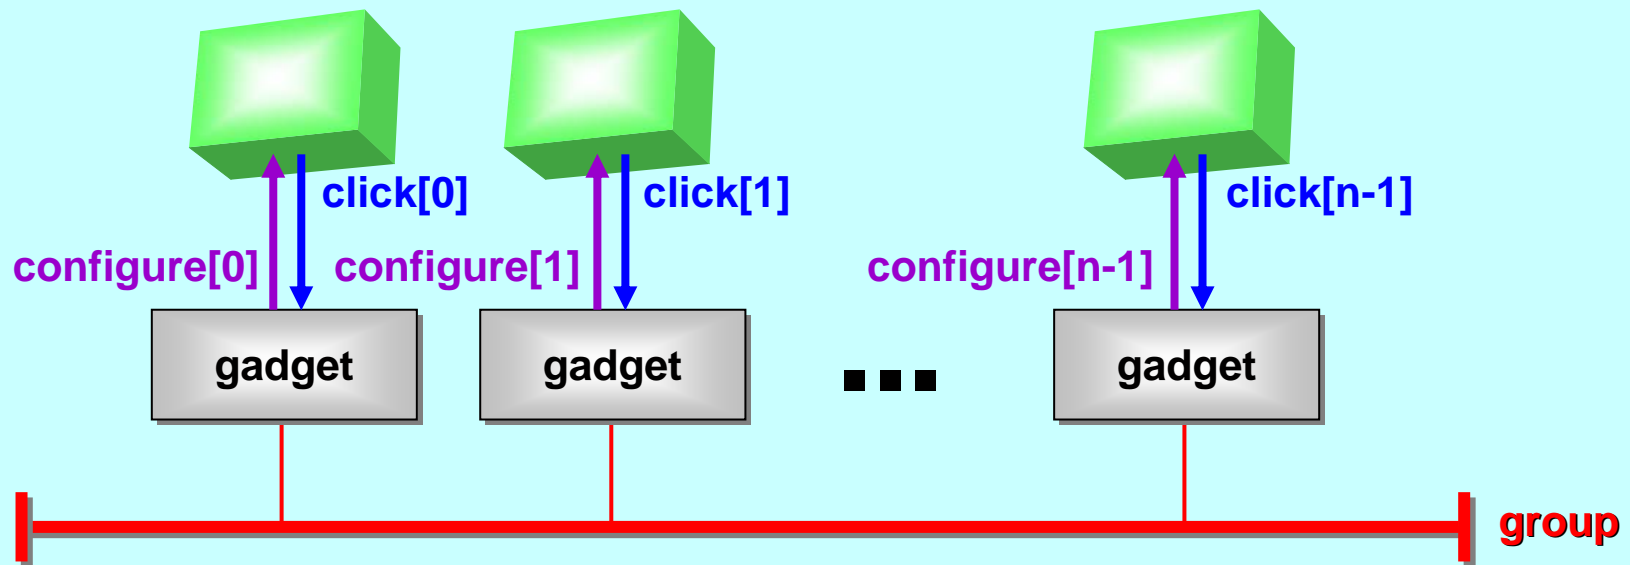 click[0] click[1] click[n-1]
configure[0] configure[1] configure[n-1]
gadget gadget ... gadget
group